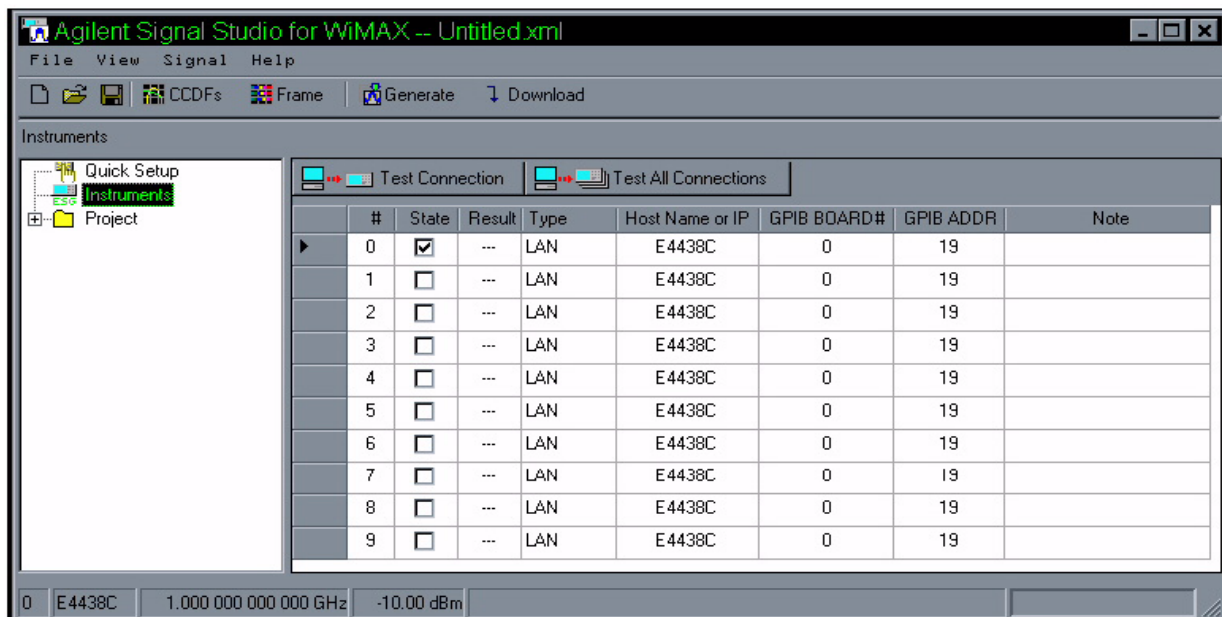 Agilent Signal Studio for WiMAX -- Untitled.xml
File View Signal Help
CCDFs Frame Generate Download
Instruments
Quick Setup
ESG Instruments
Project
Test Connection Test All Connections
# State Result Type Host Name or IP GPIB BOARD# GPIB ADDR Note
0 --- LAN E4438C 0 19
1 --- LAN E4438C 0 19
2 --- LAN E4438C 0 19
3 --- LAN E4438C 0 19
4 --- LAN E4438C 0 19
5 --- LAN E4438C 0 19
6 --- LAN E4438C 0 19
7 --- LAN E4438C 0 19
8 --- LAN E4438C 0 19
9 --- LAN E4438C 0 19
0 E4438C 1.000 000 000 000 GHz -10.00 dBm